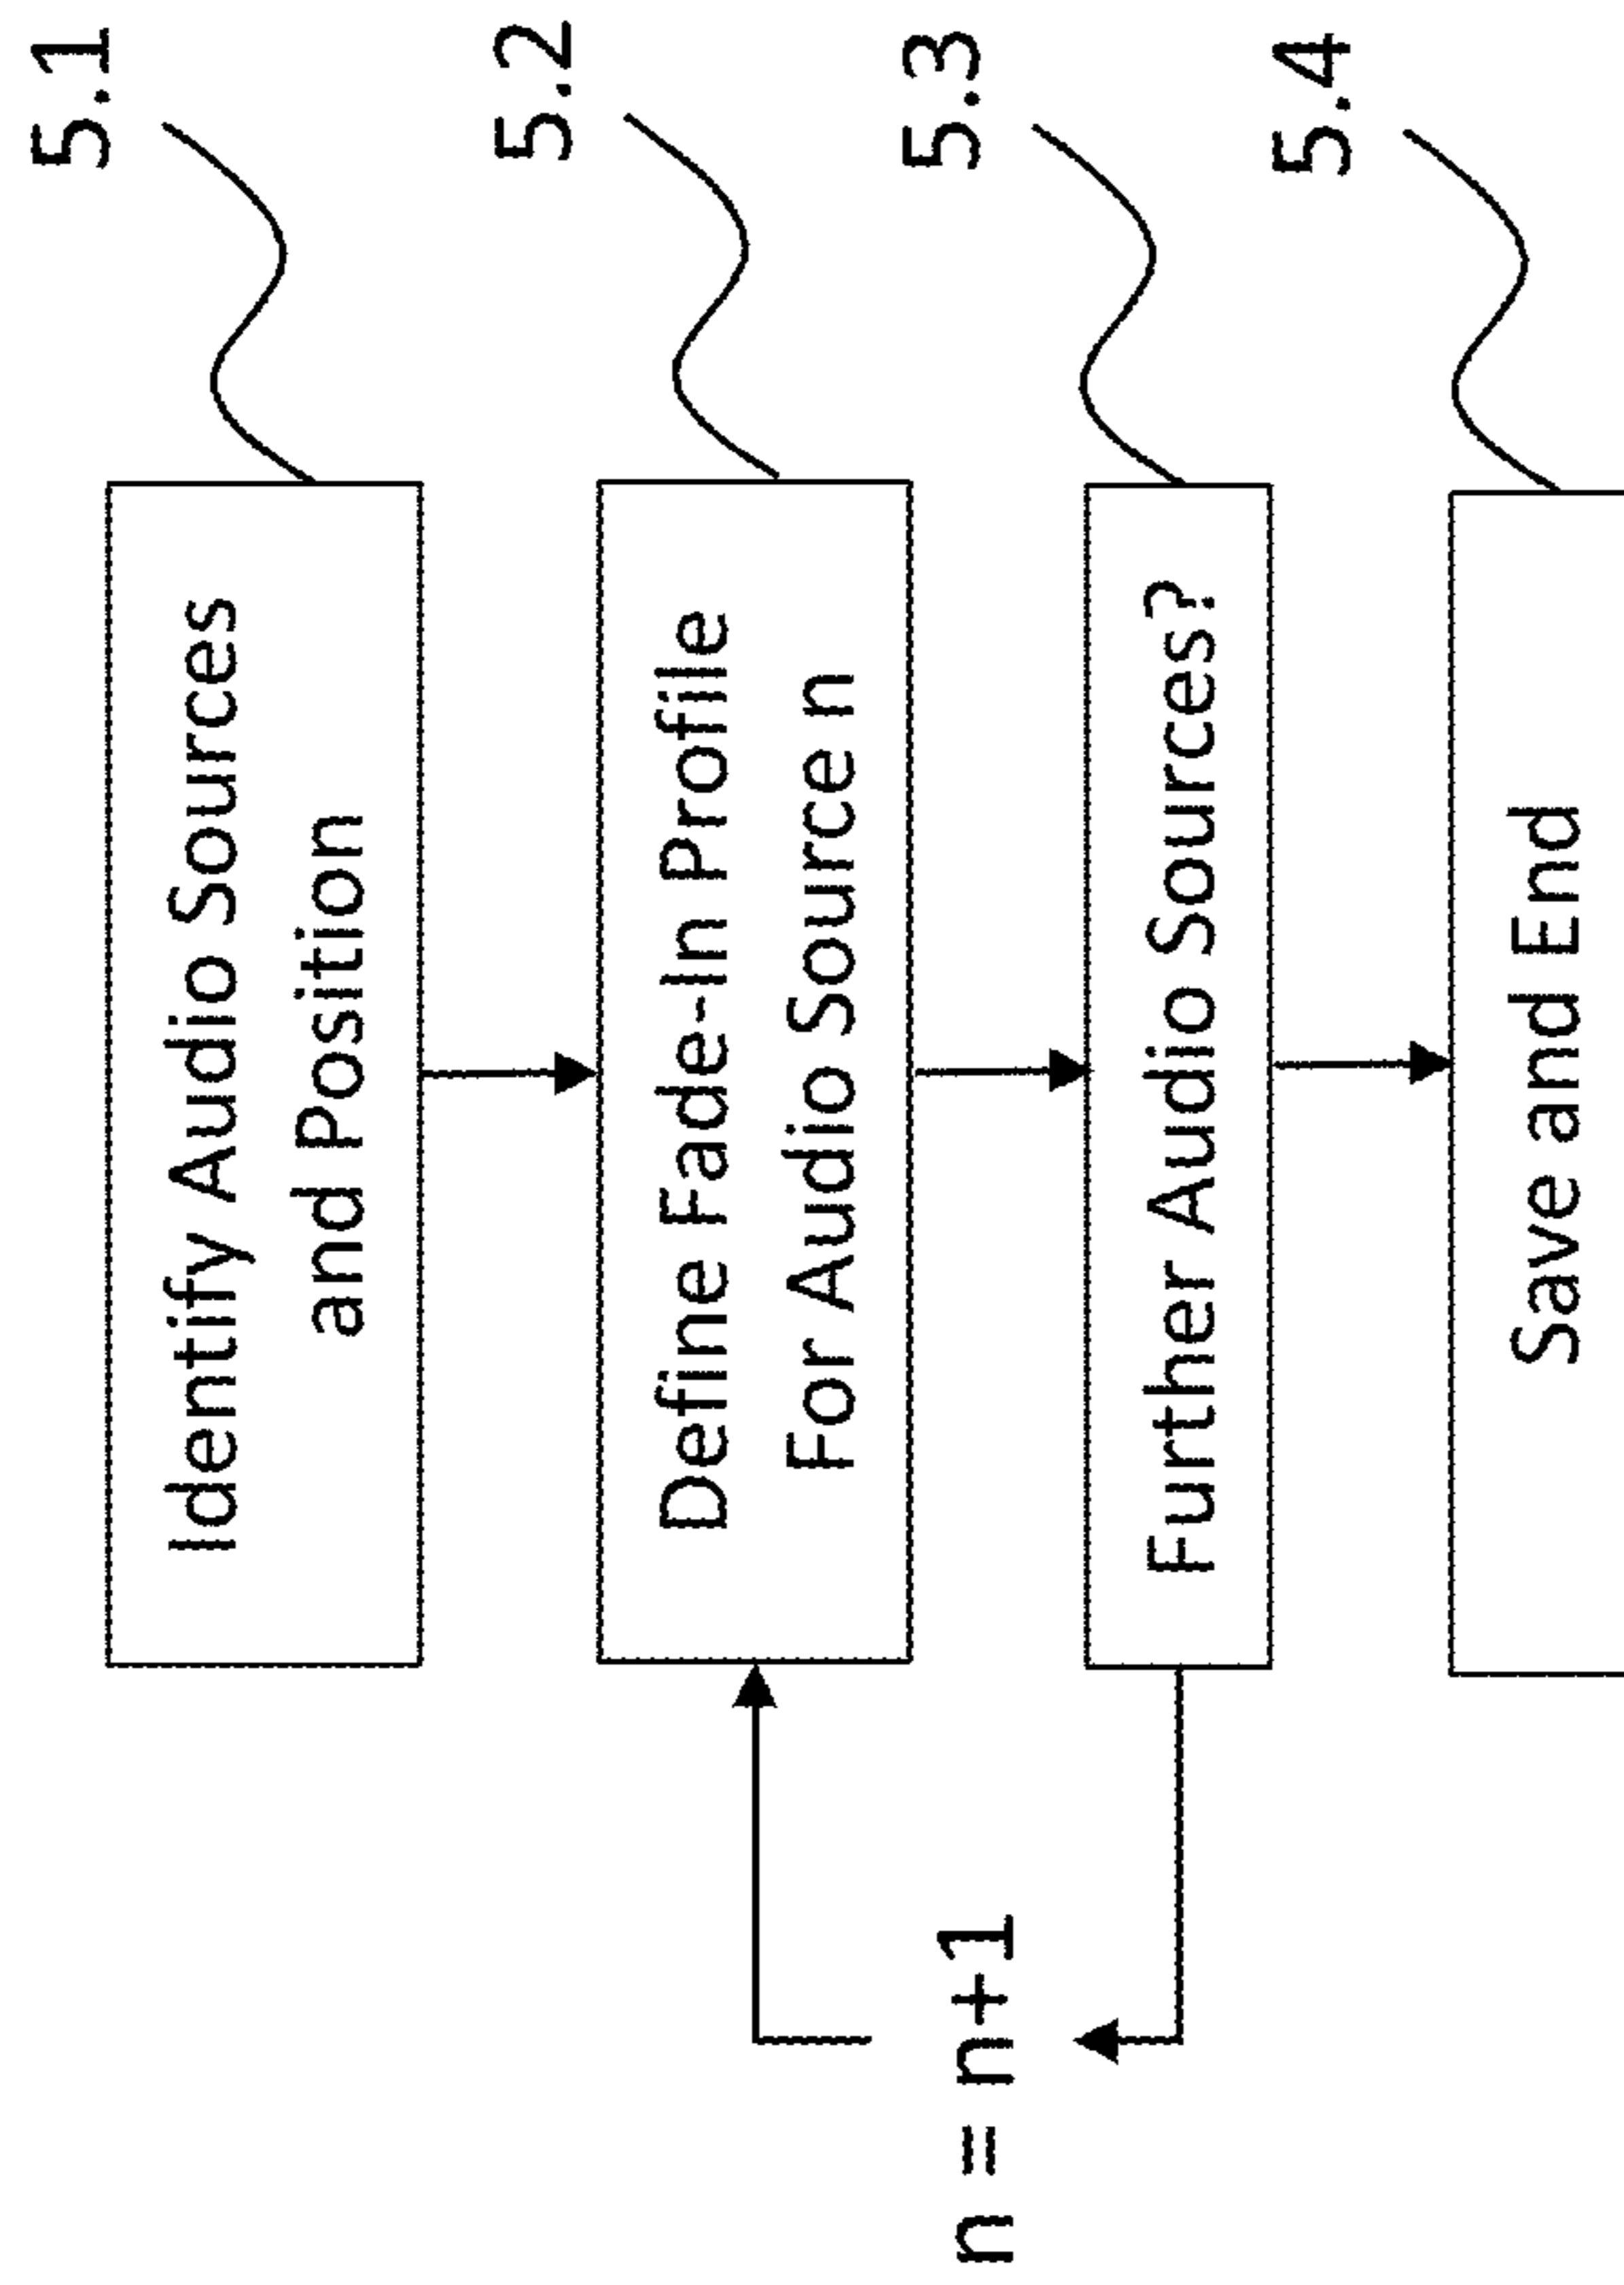 5.1
Identify Audio Sources
and Position
5.2
Define Fade-In Profile
For Audio Source n
5.3
Further Audio Sources?
n = n+1
5.4
Save and End